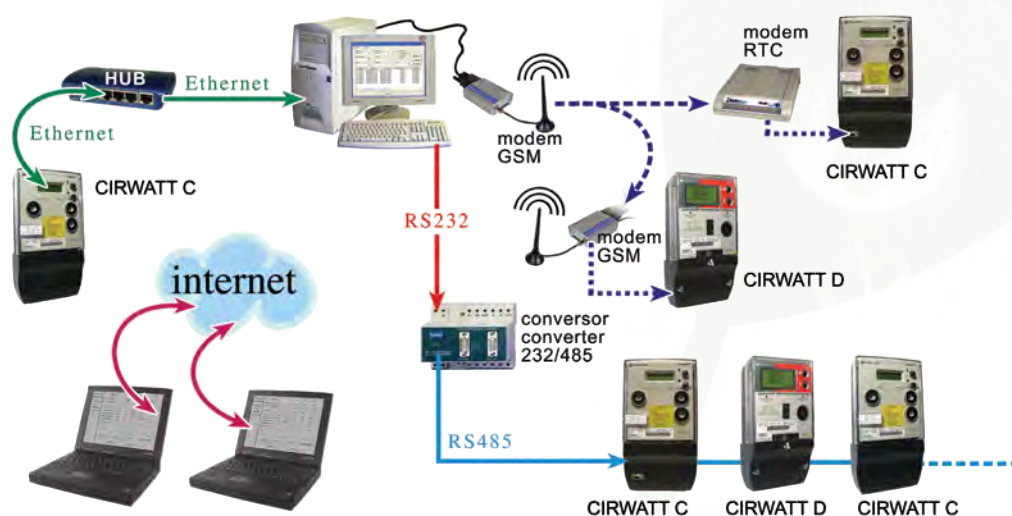 HUB
Ethernet
Ethernet
CIRWATT C
modem
GSM
modem
RTC
CIRWATT C
RS232
modem
GSM
CIRWATT D
internet
conversor
converter
232/485
RS485
CIRWATT C
CIRWATT D
CIRWATT C